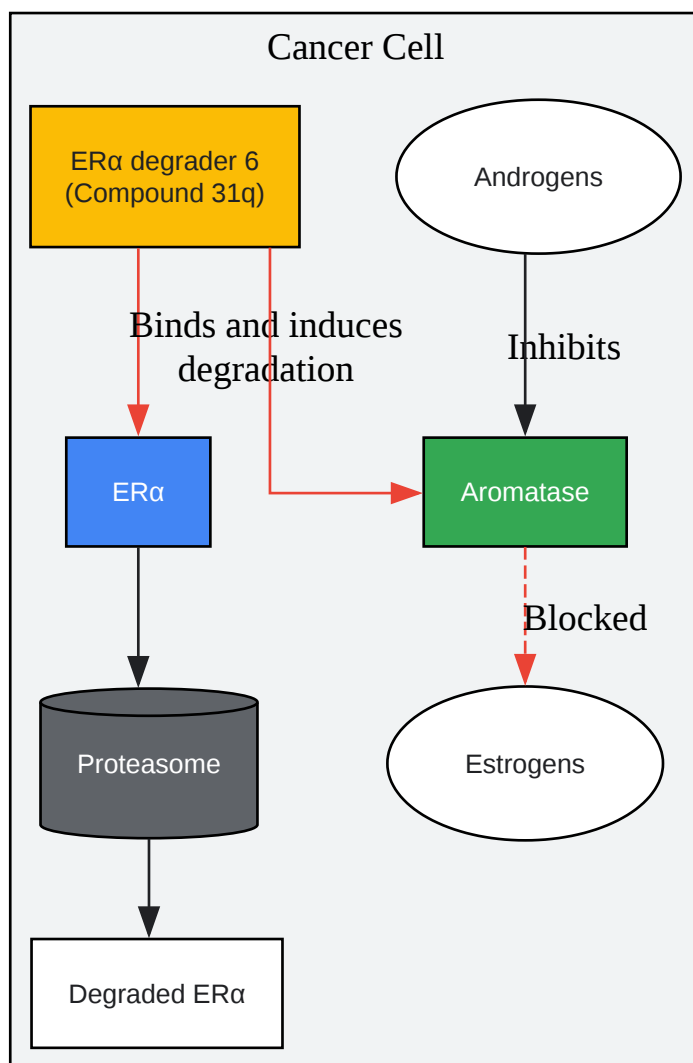 Cancer Cell
ERα degrader 6
(Compound 31q)
Androgens
Binds and induces
degradation
Inhibits
ERα
Aromatase
Blocked
Proteasome
Estrogens
Degraded ERα